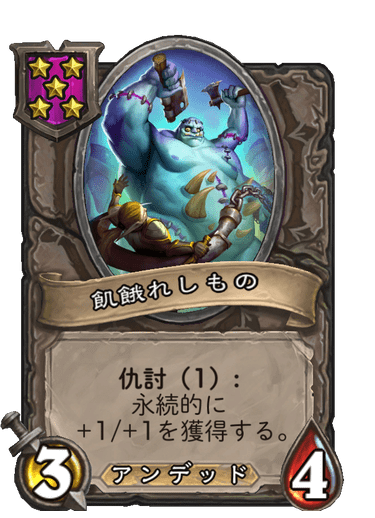 飢餓れしもの
仇討（1）:
永続的に
+1/+1を獲得する。
3
アンデッド
4